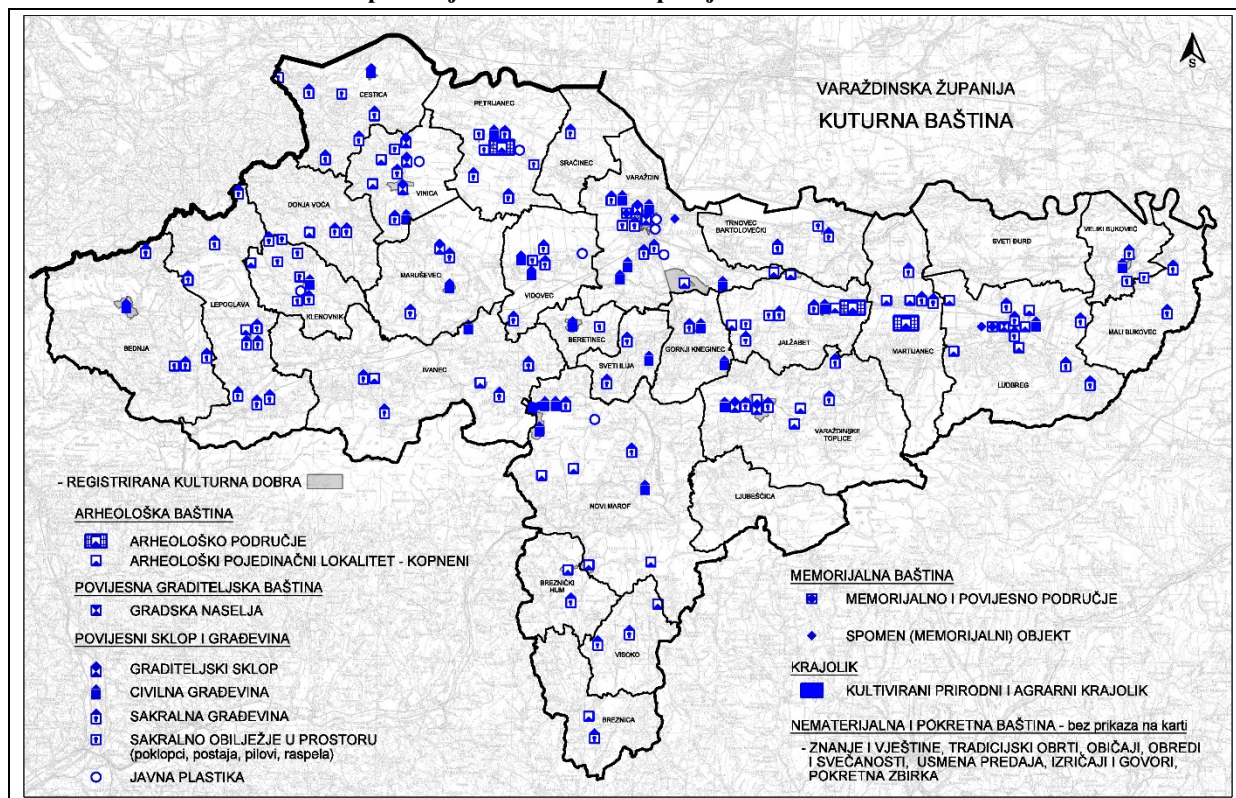 VARAŽDINSKA ŽUPANIJA
KUTURNA BAŠTINA
S
CESTICA
PETRIJANEC
SRAČINEC
VINICA
VARAŽDIN
DONJA VOĆA
TRNOVEC
BARTOLOVEČKI
SVETI ĐURĐ
VELIKI BUKOVEC
MARUŠEVEC
VIDOVEC
LEPOGLAVA
KLENOVNIK
BEDNJA
BERETINEC
GORNJI KNEGINEC
JALŽABET
MARTIJANEC
MALI BUKOVEC
IVANEC
SVETI ILIJA
LUDBREG
VARAŽDINSKE
TOPLICE
NOVI MAROF
LJUBEŠĆICA
BREZNIČKI
HUM
VISOKO
BREZNICA
- REGISTRIRANA KULTURNA DOBRA
ARHEOLOŠKA BAŠTINA
ARHEOLOŠKO PODRUČJE
ARHEOLOŠKI POJEDINAČNI LOKALITET - KOPNENI
POVIJESNA GRADITELJSKA BAŠTINA
GRADSKA NASELJA
POVIJESNI SKLOP I GRAĐEVINA
GRADITELJSKI SKLOP
CIVILNA GRAĐEVINA
SAKRALNA GRAĐEVINA
SAKRALNO OBILJEŽJE U PROSTORU
(poklopci, postaja, pilovi, raspela)
JAVNA PLASTIKA
MEMORIJALNA BAŠTINA
MEMORIJALNO I POVIJESNO PODRUČJE
SPOMEN (MEMORIJALNI) OBJEKT
KRAJOLIK
KULTIVIRANI PRIRODNI I AGRARNI KRAJOLIK
NEMATERIJALNA I POKRETNA BAŠTINA - bez prikaza na karti
- ZNANJE I VJEŠTINE, TRADICIJSKI OBRTI, OBIČAJI, OBREDI
I SVEČANOSTI, USMENA PREDAJA, IZRIČAJI I GOVORI,
POKRETNA ZBIRKA